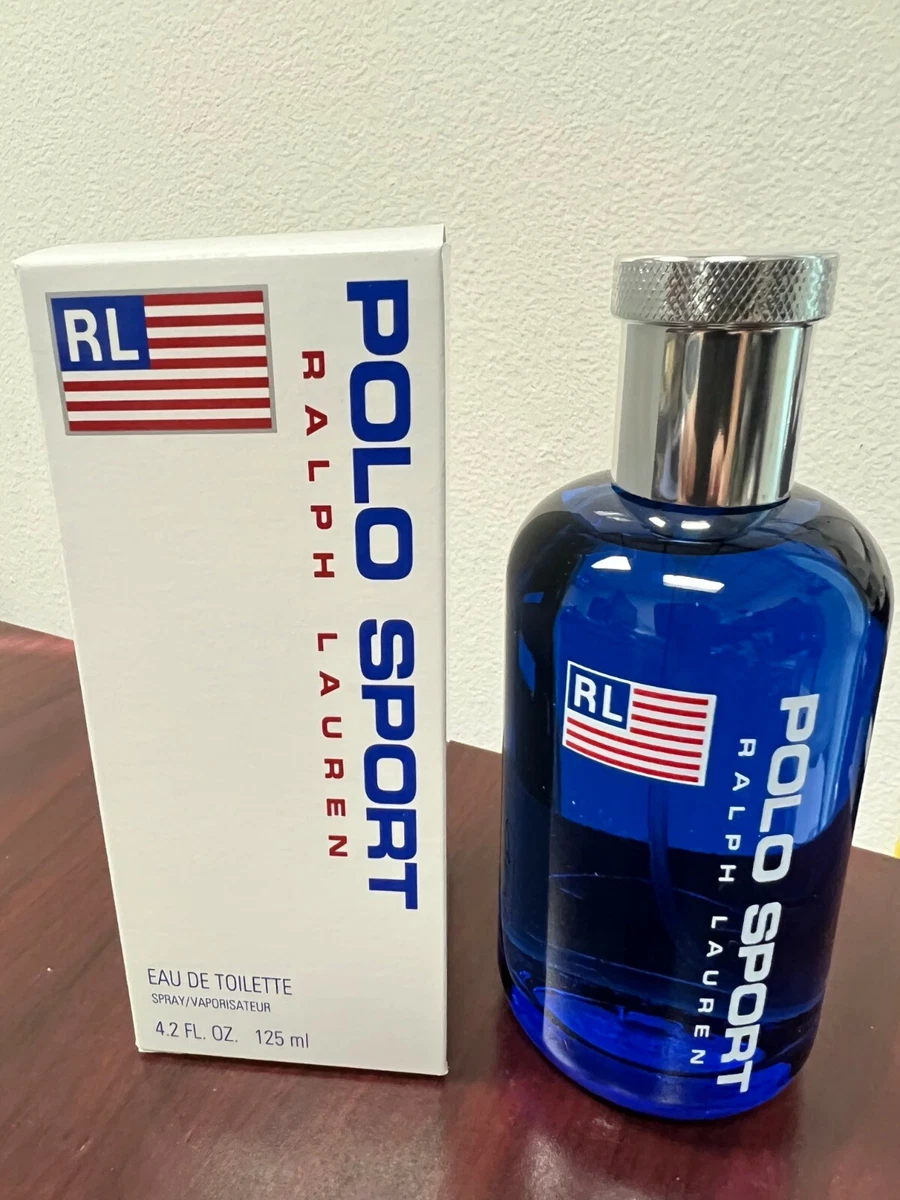 RL
POLO SPORT
RALPH LAUREN
EAU DE TOILETTE
SPRAY/VAPORISATEUR
4.2 FL. OZ. 125 ml
RL
POLO SPORT
RALPH LAUREN